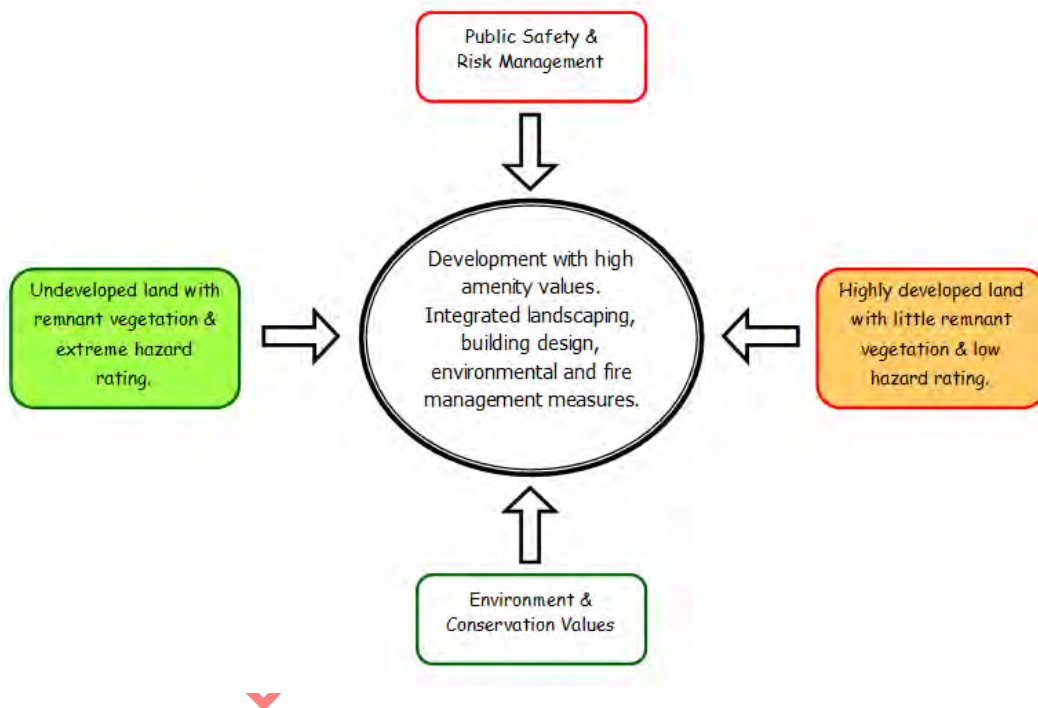 Public Safety &
Risk Management
Undeveloped land with
remnant vegetation &
extreme hazard
rating.
Development with high
amenity values.
Integrated landscaping,
building design,
environmental and fire
management measures.
Highly developed land
with little remnant
vegetation & low
hazard rating.
Environment &
Conservation Values